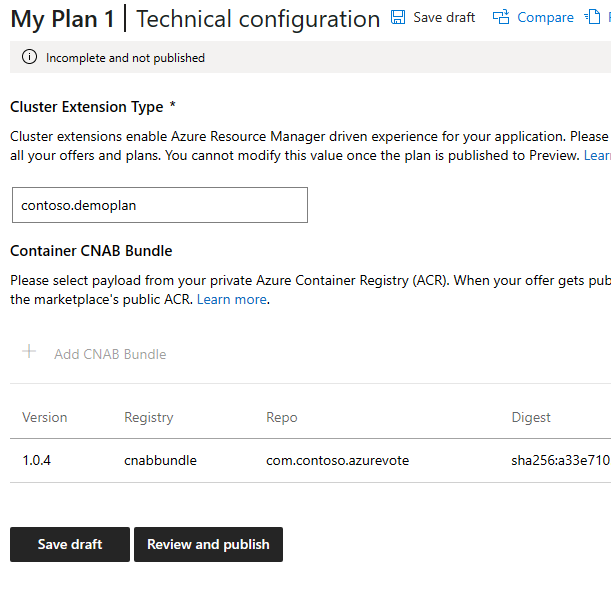 My Plan 1 | Technical configuration Save draft Compare
Incomplete and not published
Cluster Extension Type *
Cluster extensions enable Azure Resource Manager driven experience for your application. Please
all your offers and plans. You cannot modify this value once the plan is published to Preview. Lear
contoso.demoplan
Container CNAB Bundle
Please select payload from your private Azure Container Registry (ACR). When your offer gets pub
the marketplace's public ACR. Learn more.
+ Add CNAB Bundle
Version Registry Repo Digest
1.0.4 cnabbundle com.contoso.azurevote sha256:a33e710
Save draft Review and publish